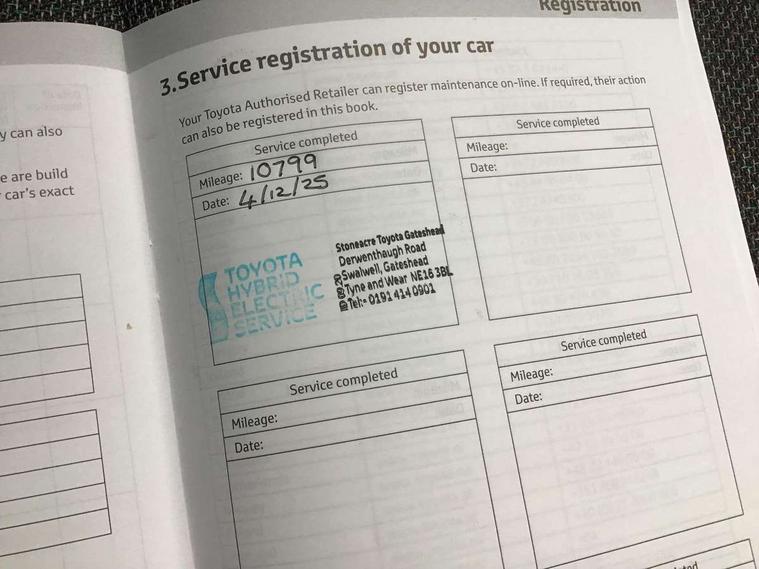 Registration
3.Service registration of your car
Your Toyota Authorised Retailer can register maintenance on-line. If required, their action
can also be registered in this book.
y can also
e are build
car's exact
Service completed
Mileage: 10799
Date: 4/12/25
TOYOTA
HYBRID
ELECTRIC
SERVICE
Stoneacre Toyota Gateshead
Derwenthaugh Road
Swalwell, Gateshead
Tyne and Wear NE16 3BL
Tel:- 0191 414 0901
Service completed
Mileage:
Date:
Service completed
Mileage:
Date:
Service completed
Mileage:
Date: